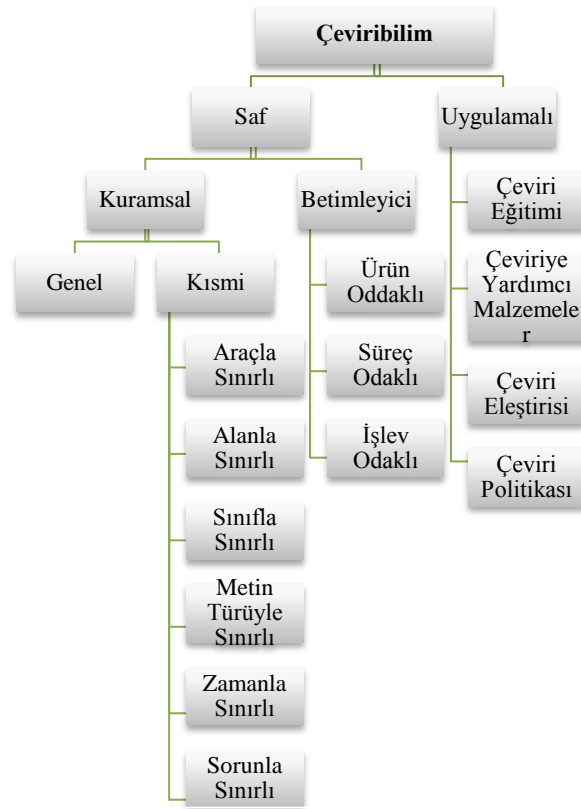 Çeviribilim
Saf
Uygulamalı
Kuramsal
Betimleyici
Genel
Kısmi
Araçla
Sınırlı
Alanla
Sınırlı
Sınıfla
Sınırlı
Metin
Türüyle
Sınırlı
Zamanla
Sınırlı
Sorunla
Sınırlı
Ürün
Oddaklı
Süreç
Odaklı
İşlev
Odaklı
Çeviri
Eğitimi
Çeviriye
Yardımcı
Malzemele
r
Çeviri
Eleştirisi
Çeviri
Politikası